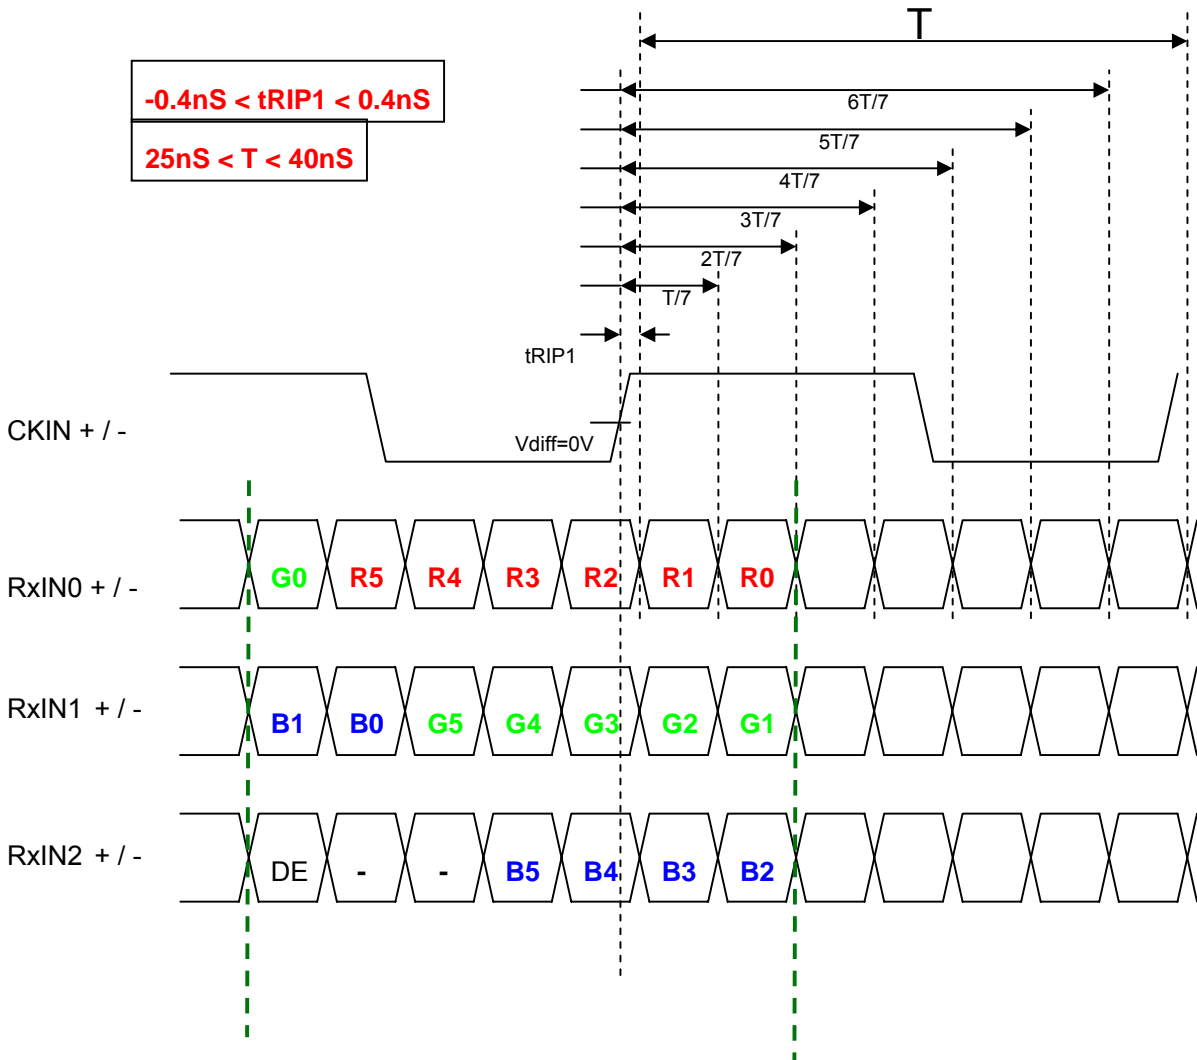 T
-0.4nS < tRIP1 < 0.4nS
25nS < T < 40nS
6T/7
5T/7
4T/7
3T/7
2T/7
T/7
tRIP1
CKIN + / -
Vdiff=0V
RxIN0 + / -
G0 R5 R4 R3 R2 R1 R0
RxIN1 + / -
B1 B0 G5 G4 G3 G2 G1
RxIN2 + / -
DE - - B5 B4 B3 B2